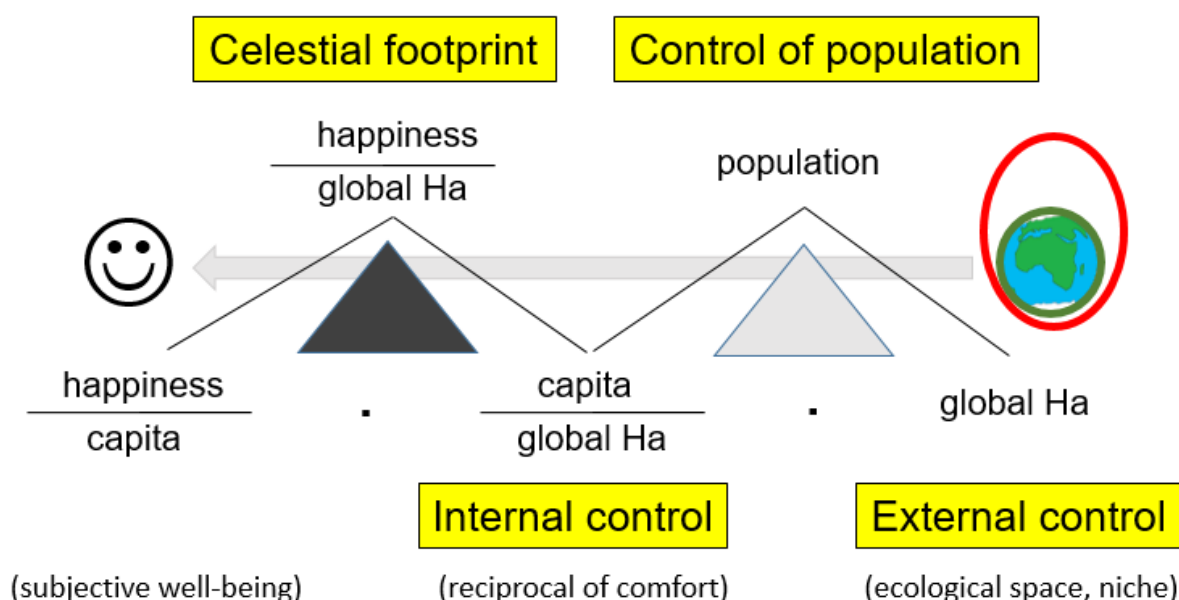 Celestial footprint
Control of population
happiness
global Ha
population
happiness
capita
.
capita
global Ha
.
global Ha
Internal control
External control
(subjective well-being)
(reciprocal of comfort)
(ecological space, niche)